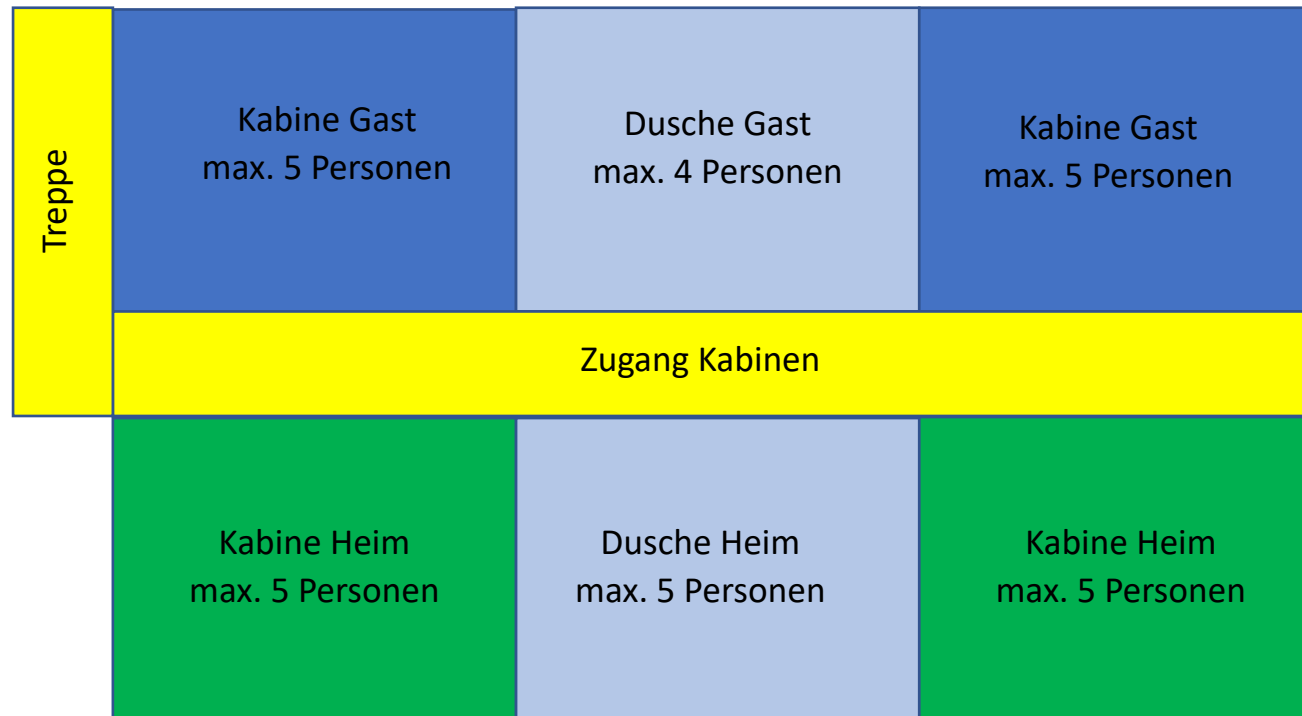 Treppe
Kabine Gast
max. 5 Personen
Dusche Gast
max. 4 Personen
Kabine Gast
max. 5 Personen
Zugang Kabinen
Kabine Heim
max. 5 Personen
Dusche Heim
max. 5 Personen
Kabine Heim
max. 5 Personen